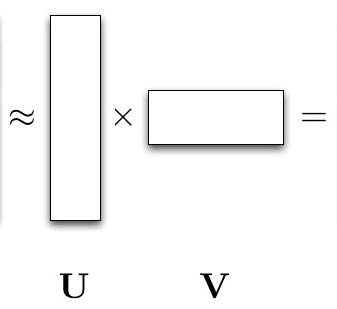 ≈ × =
U V